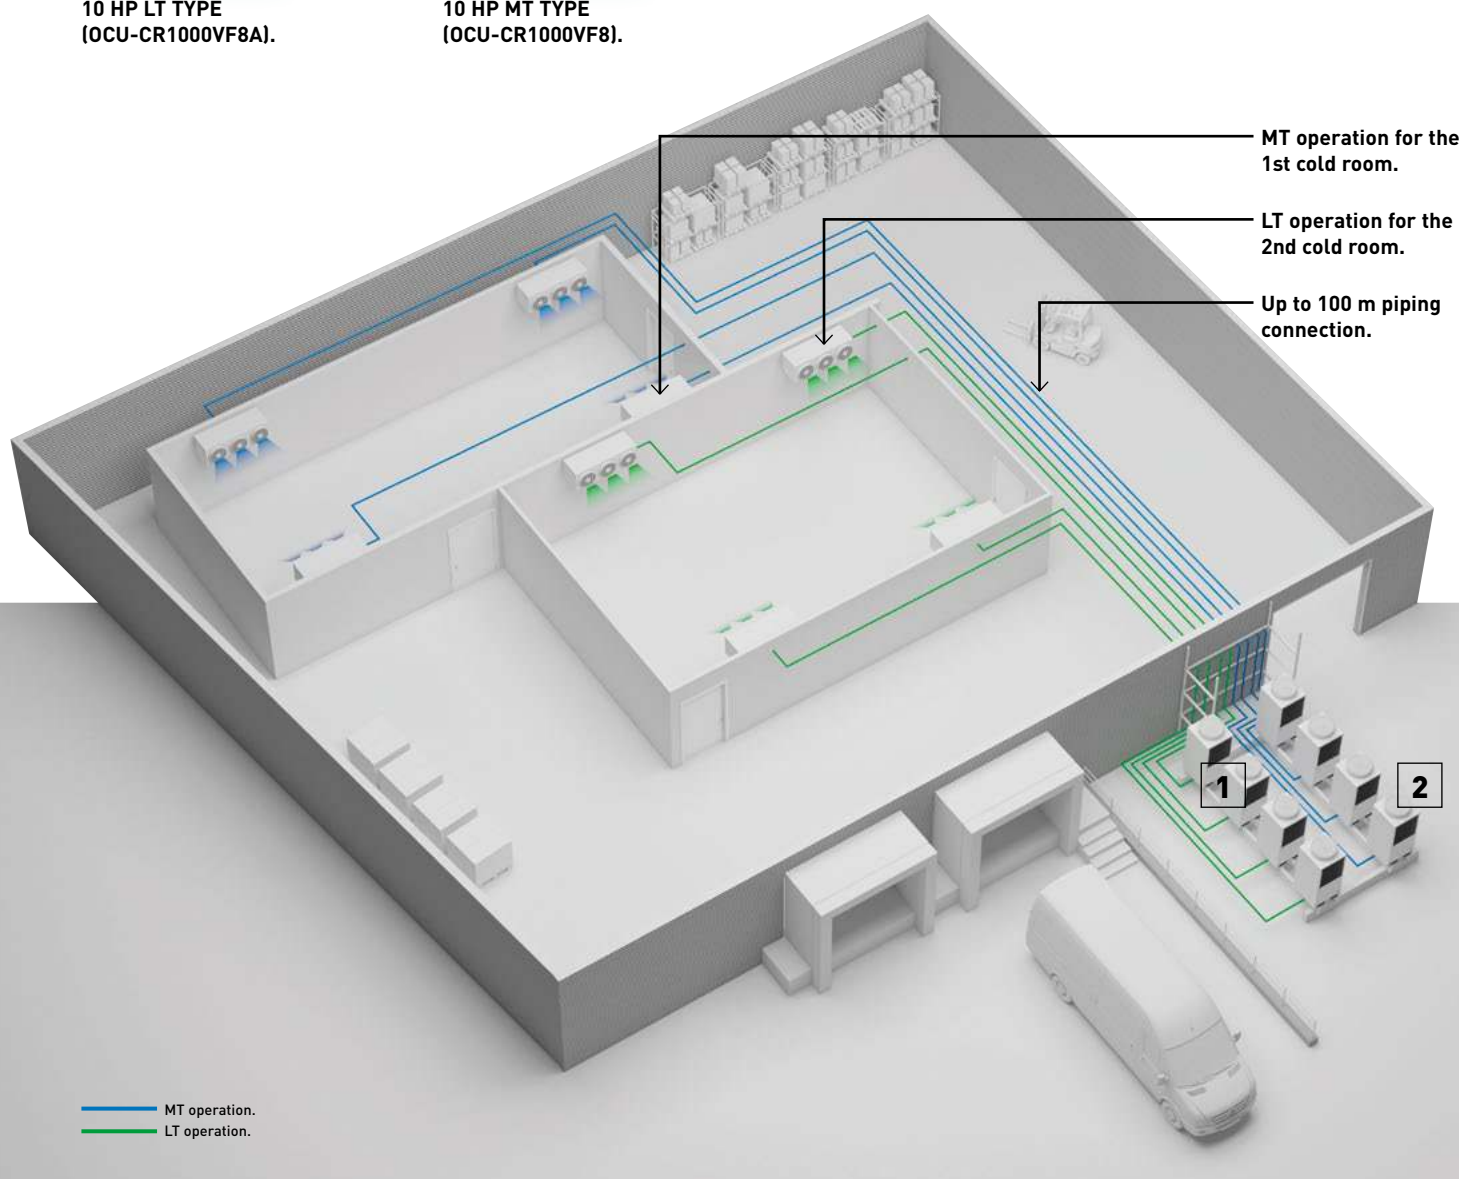 10 HP LT TYPE
(OCU-CR1000VF8A).
10 HP MT TYPE
(OCU-CR1000VF8).
MT operation for the
1st cold room.
LT operation for the
2nd cold room.
Up to 100 m piping
connection.
1
2
MT operation.
LT operation.